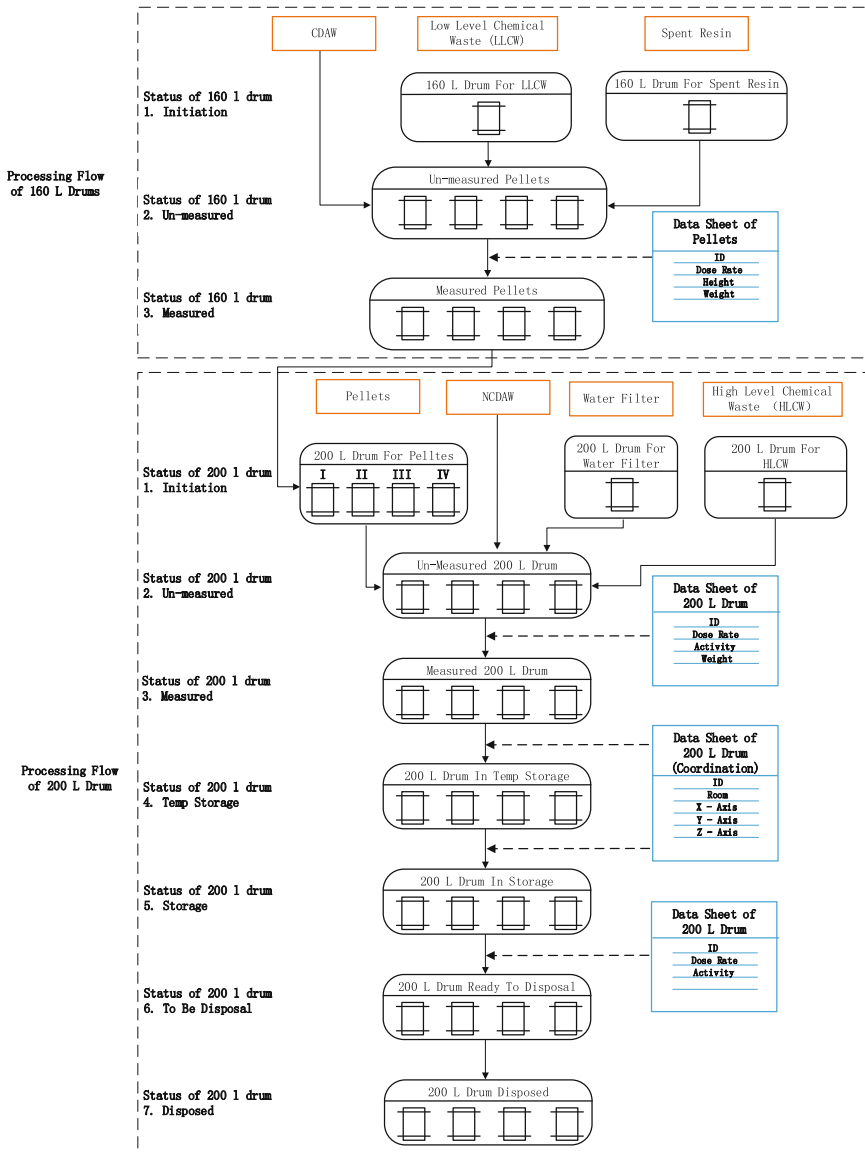 CDAW
Low Level Chemical
Waste (LLCW)
Spent Resin
Status of 160 l drum
1. Initiation
160 L Drum For LLCW
160 L Drum For Spent Resin
Processing Flow
of 160 L Drums
Status of 160 l drum
2. Un-measured
Un-measured Pellets
Data Sheet of
Pellets
ID
Dose Rate
Height
Weight
Status of 160 l drum
3. Measured
Measured Pellets
Pellets
NCDAW
Water Filter
High Level Chemical
Waste (HLCW)
Status of 200 l drum
1. Initiation
200 L Drum For Pelltes
I II III IV
200 L Drum For
Water Filter
200 L Drum For
HLCW
Status of 200 l drum
2. Un-measured
Un-Measured 200 L Drum
Data Sheet of
200 L Drum
ID
Dose Rate
Activity
Weight
Status of 200 l drum
3. Measured
Measured 200 L Drum
Processing Flow
of 200 L Drum
Data Sheet of
200 L Drum
(Coordination)
ID
Room
X - Axis
Y - Axis
Z - Axis
Status of 200 l drum
4. Temp Storage
200 L Drum In Temp Storage
Status of 200 l drum
5. Storage
200 L Drum In Storage
Data Sheet of
200 L Drum
ID
Dose Rate
Activity
Status of 200 l drum
6. To Be Disposal
200 L Drum Ready To Disposal
Status of 200 l drum
7. Disposed
200 L Drum Disposed